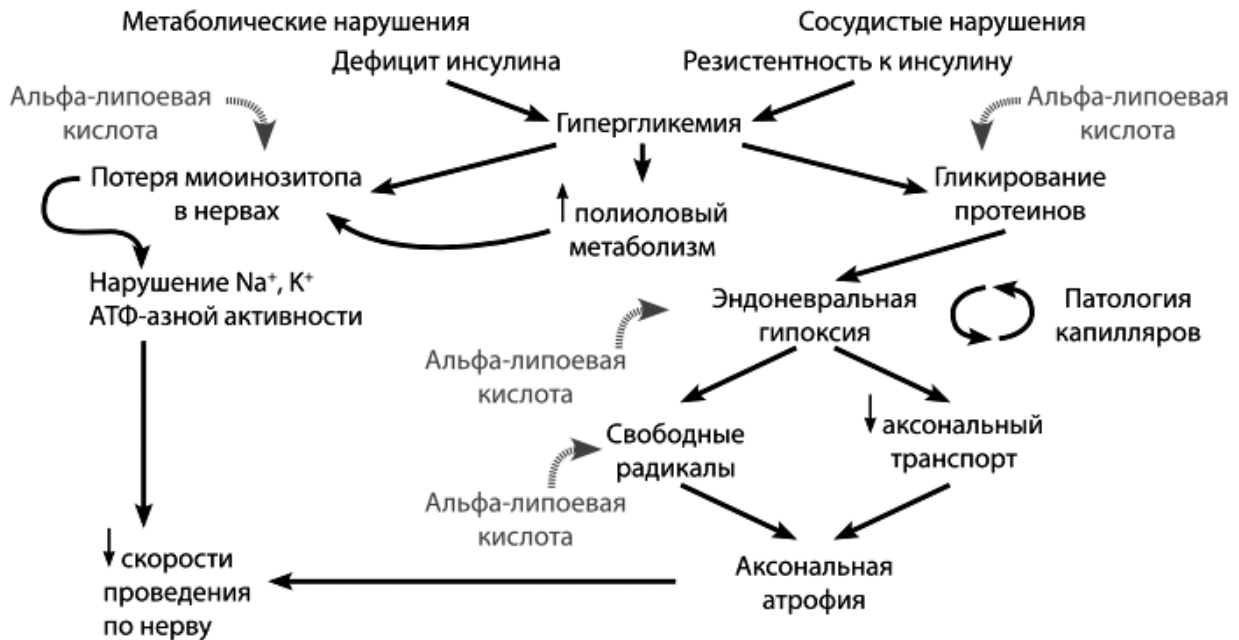 Метаболические нарушения
Сосудистые нарушения
Дефицит инсулина
Резистентность к инсулину
Альфа-липоевая
кислота
Гипергликемия
Альфа-липоевая
кислота
Потеря миоинозитопа
в нервах
↑ полиоловый
метаболизм
Гликирование
протеинов
Нарушение Na⁺, K⁺
АТФ-азной активности
Эндоневральная
гипоксия
Патология
капилляров
Альфа-липоевая
кислота
Свободные
радикалы
↓ аксональный
транспорт
Альфа-липоевая
кислота
↓ скорости
проведения
по нерву
Аксональная
атрофия